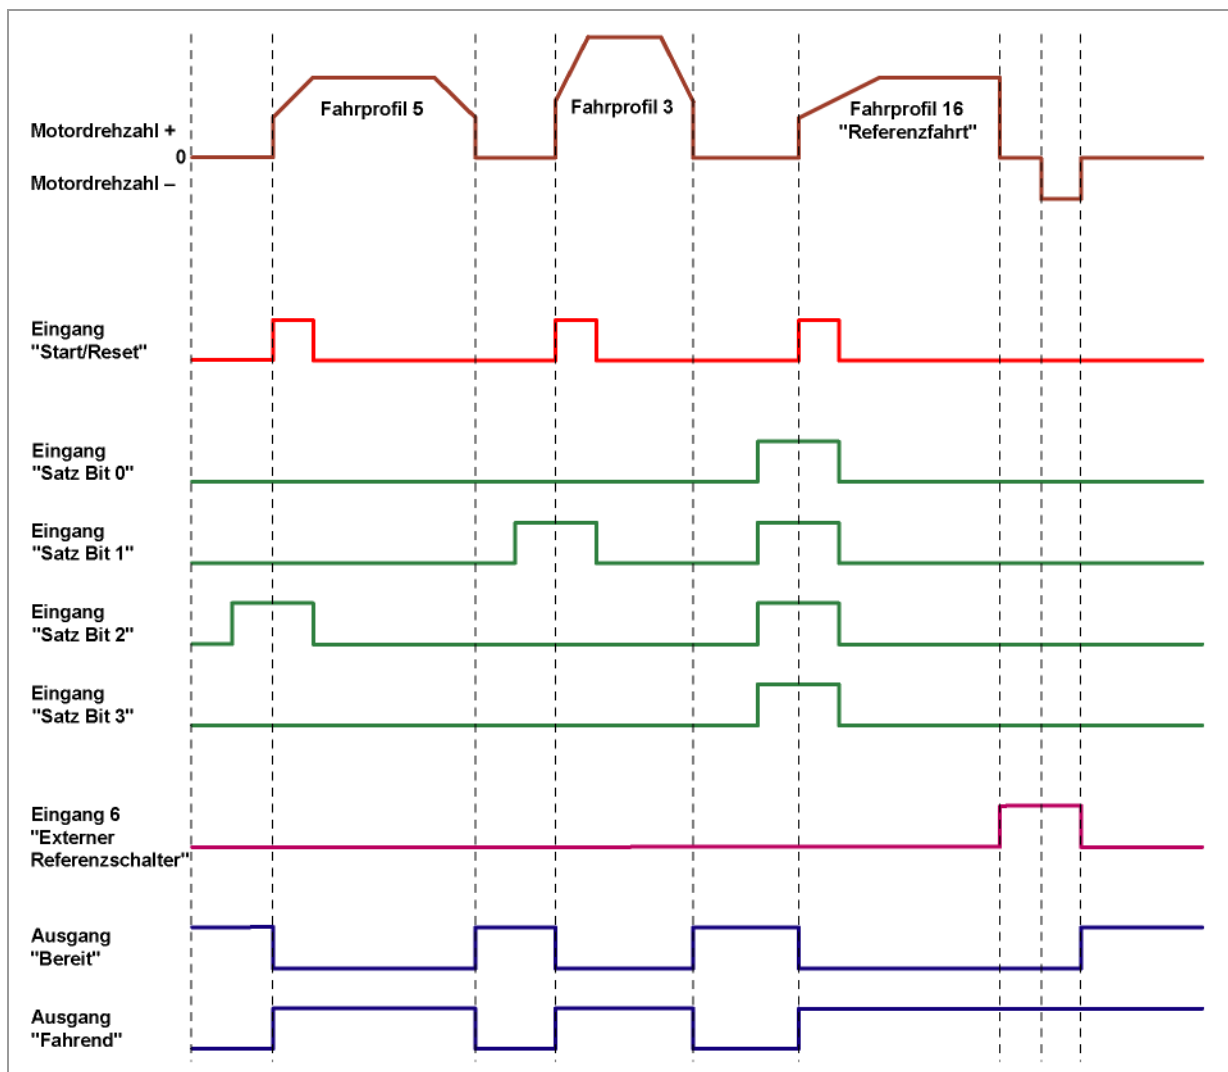 Fahrprofil 5
Fahrprofil 3
Fahrprofil 16
"Referenzfahrt"
Motordrehzahl +
0
Motordrehzahl –
Eingang
"Start/Reset"
Eingang
"Satz Bit 0"
Eingang
"Satz Bit 1"
Eingang
"Satz Bit 2"
Eingang
"Satz Bit 3"
Eingang 6
"Externer
Referenzschalter"
Ausgang
"Bereit"
Ausgang
"Fahrend"